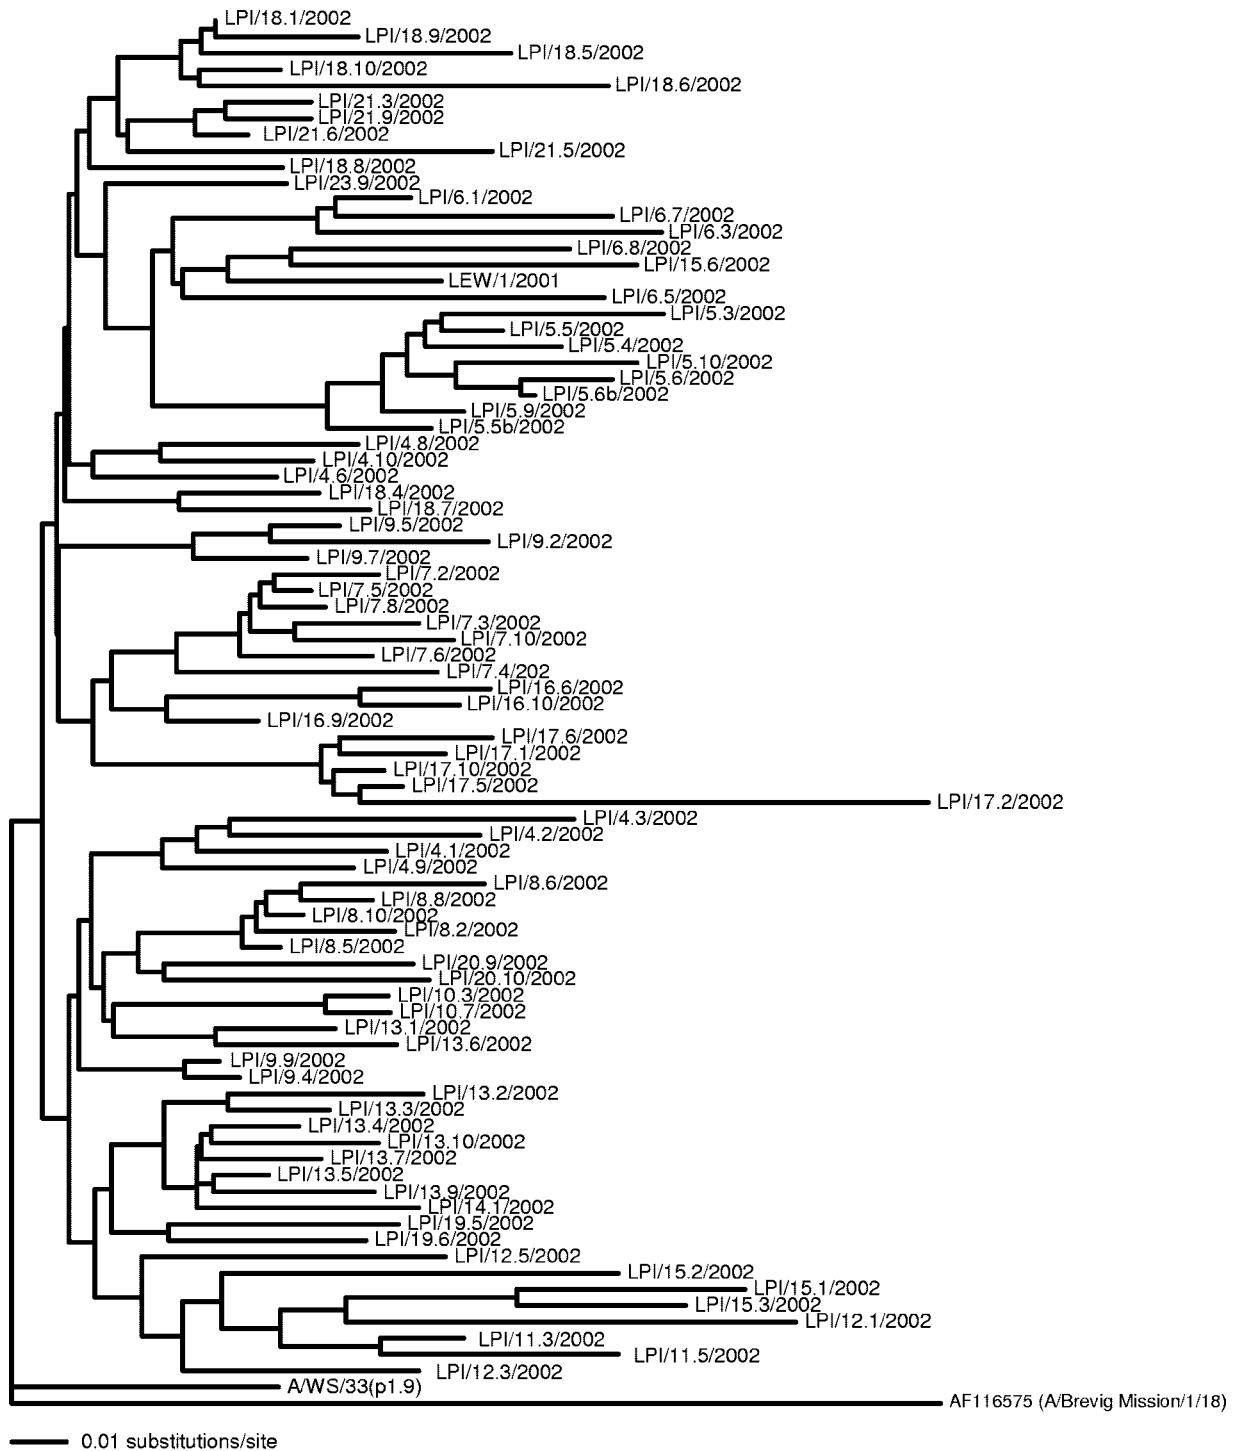 LPI/18.1/2002
LPI/18.9/2002
LPI/18.5/2002
LPI/18.10/2002
LPI/18.6/2002
LPI/21.3/2002
LPI/21.9/2002
LPI/21.6/2002
LPI/21.5/2002
LPI/18.8/2002
LPI/23.9/2002
LPI/6.1/2002
LPI/6.7/2002
LPI/6.3/2002
LPI/6.8/2002
LPI/15.6/2002
LEW/1/2001
LPI/6.5/2002
LPI/5.3/2002
LPI/5.5/2002
LPI/5.4/2002
LPI/5.10/2002
LPI/5.6/2002
LPI/5.6b/2002
LPI/5.9/2002
LPI/5.5b/2002
LPI/4.8/2002
LPI/4.10/2002
LPI/4.6/2002
LPI/18.4/2002
LPI/18.7/2002
LPI/9.5/2002
LPI/9.2/2002
LPI/9.7/2002
LPI/7.2/2002
LPI/7.5/2002
LPI/7.8/2002
LPI/7.3/2002
LPI/7.10/2002
LPI/7.6/2002
LPI/7.4/202
LPI/16.6/2002
LPI/16.10/2002
LPI/16.9/2002
LPI/17.6/2002
LPI/17.1/2002
LPI/17.10/2002
LPI/17.5/2002
LPI/17.2/2002
LPI/4.3/2002
LPI/4.2/2002
LPI/4.1/2002
LPI/4.9/2002
LPI/8.6/2002
LPI/8.8/2002
LPI/8.10/2002
LPI/8.2/2002
LPI/8.5/2002
LPI/20.9/2002
LPI/20.10/2002
LPI/10.3/2002
LPI/10.7/2002
LPI/13.1/2002
LPI/13.6/2002
LPI/9.9/2002
LPI/9.4/2002
LPI/13.2/2002
LPI/13.3/2002
LPI/13.4/2002
LPI/13.10/2002
LPI/13.7/2002
LPI/13.5/2002
LPI/13.9/2002
LPI/14.1/2002
LPI/19.5/2002
LPI/19.6/2002
LPI/12.5/2002
LPI/15.2/2002
LPI/15.1/2002
LPI/15.3/2002
LPI/12.1/2002
LPI/11.3/2002
LPI/11.5/2002
LPI/12.3/2002
A/WS/33(p1.9)
AF116575 (A/Brevig Mission/1/18)
0.01 substitutions/site